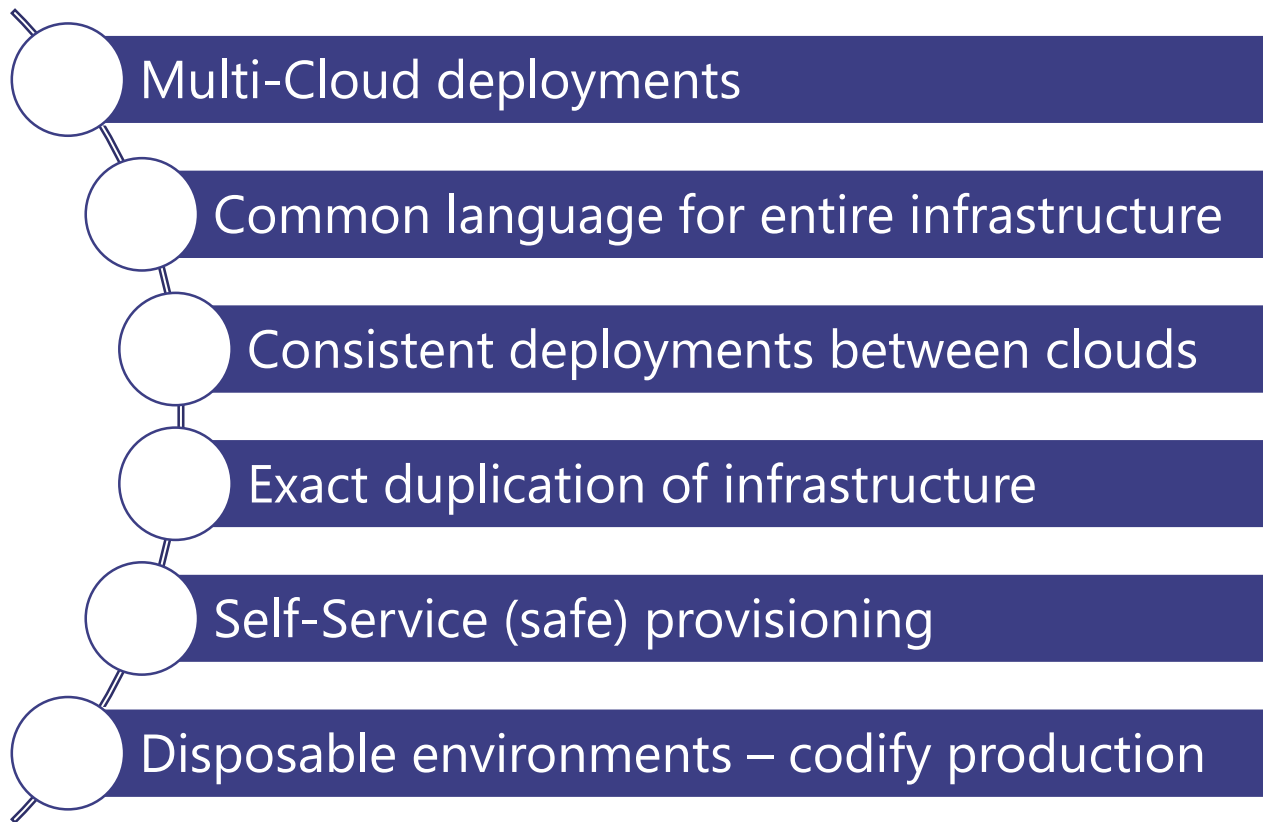 Multi-Cloud deployments
Common language for entire infrastructure
Consistent deployments between clouds
Exact duplication of infrastructure
Self-Service (safe) provisioning
Disposable environments – codify production